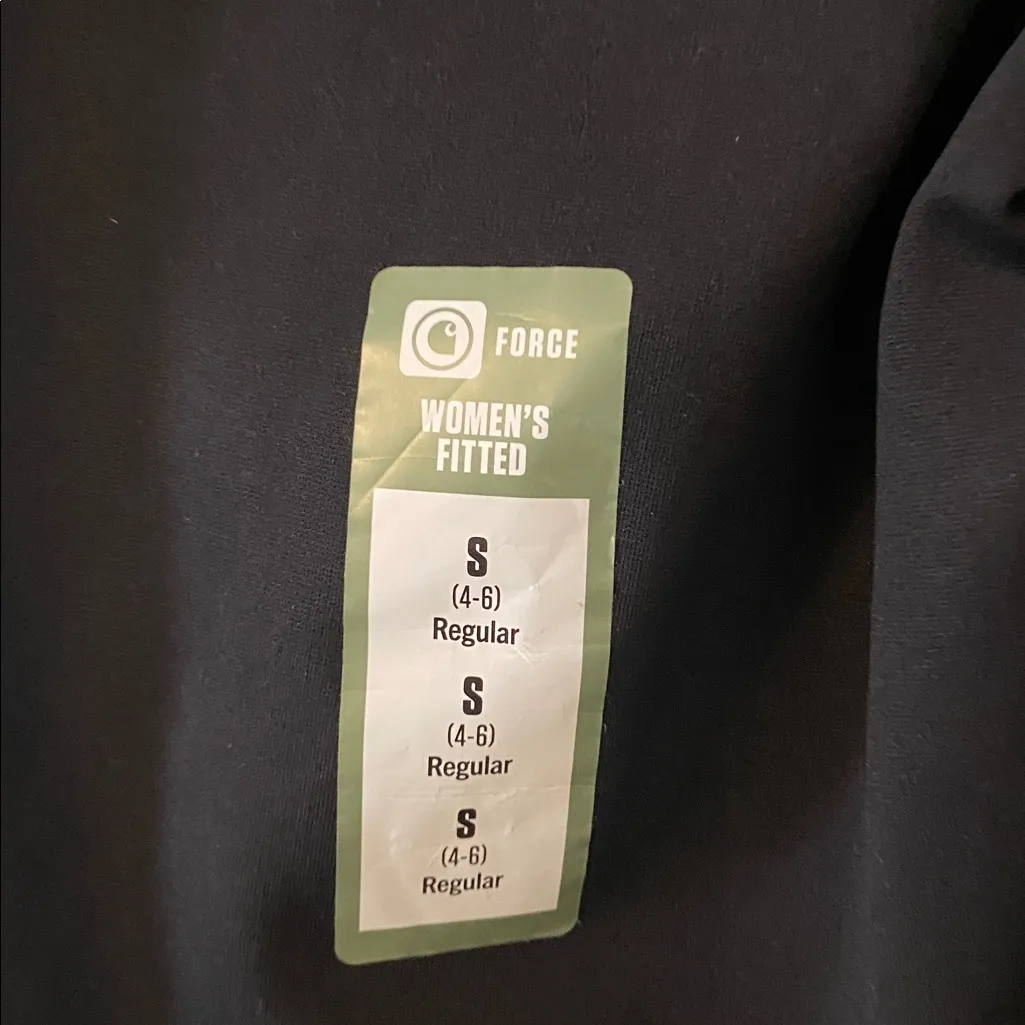 FORCE
WOMEN'S
FITTED
S
(4-6)
Regular
S
(4-6)
Regular
S
(4-6)
Regular